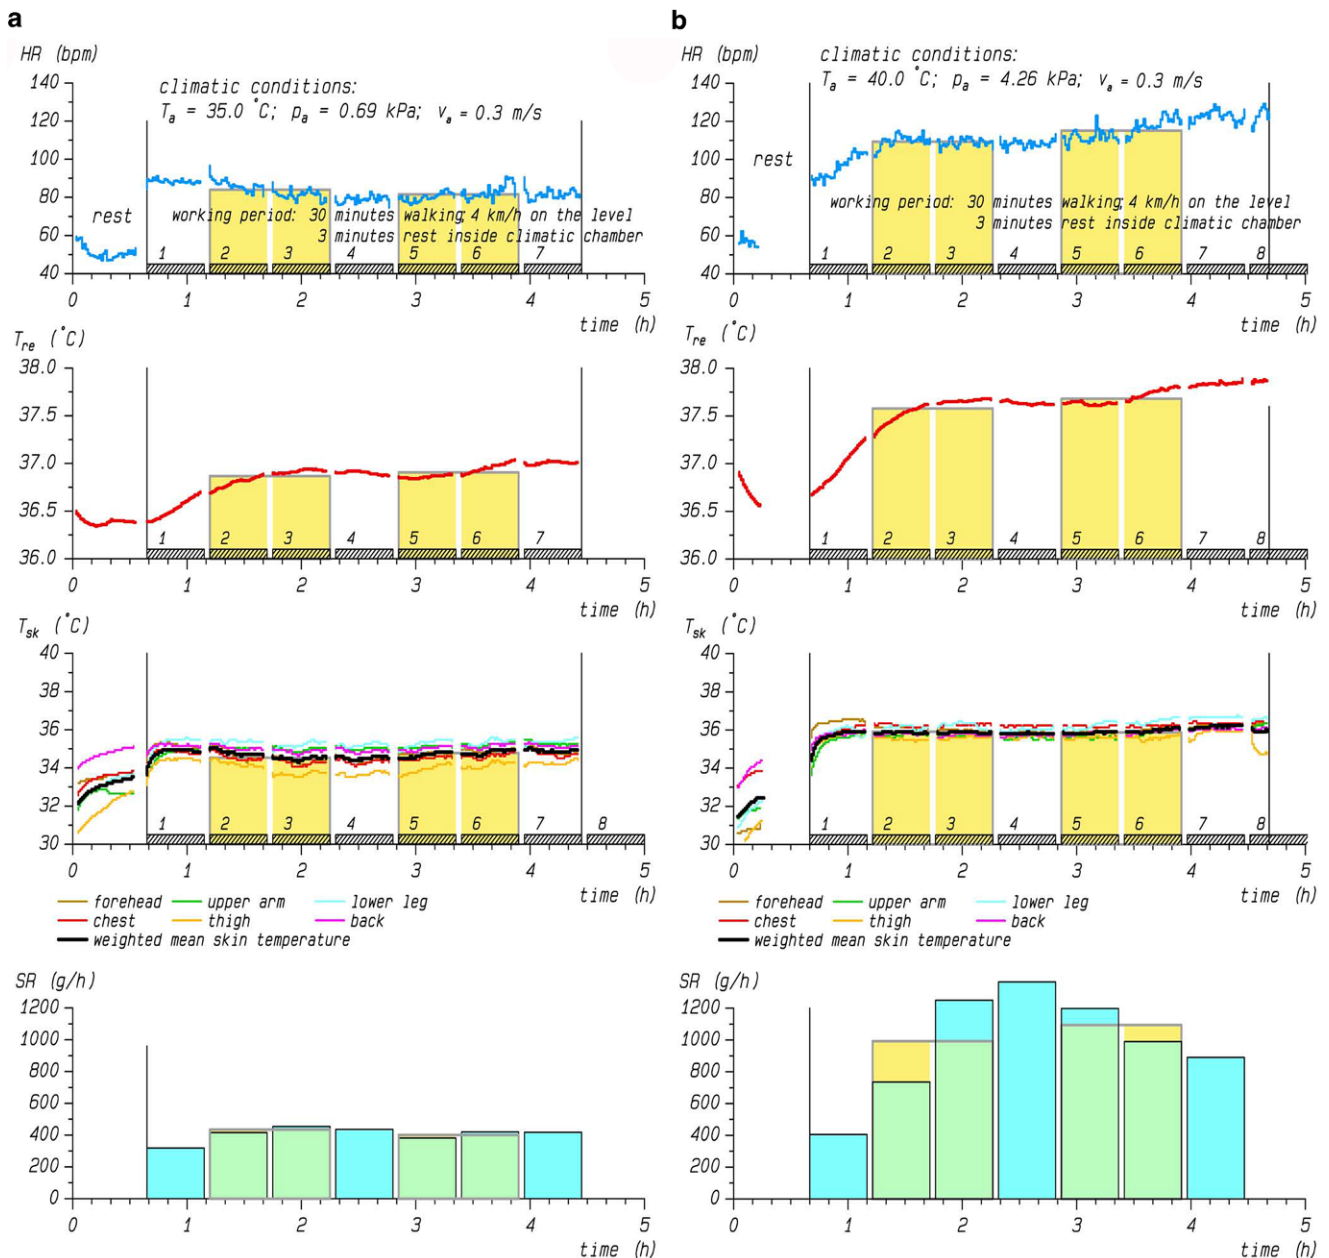 a
HR (bpm)
climatic conditions:
Ta = 35.0 °C; pa = 0.69 kPa; va = 0.3 m/s
140
120
100
80
60
40
rest
working period: 30 minutes walking; 4 km/h on the level
3 minutes rest inside climatic chamber
1 2 3 4 5 6 7
0 1 2 3 4 5
time (h)
Tre (°C)
38.0
37.5
37.0
36.5
36.0
1 2 3 4 5 6 7
0 1 2 3 4 5
time (h)
Tsk (°C)
40
38
36
34
32
30
1 2 3 4 5 6 7 8
0 1 2 3 4 5
time (h)
forehead upper arm lower leg
chest thigh back
weighted mean skin temperature
SR (g/h)
1200
1000
800
600
400
200
0
0 1 2 3 4 5
time (h)
b
HR (bpm)
climatic conditions:
Ta = 40.0 °C; pa = 4.26 kPa; va = 0.3 m/s
140
120
100
80
60
40
rest
working period: 30 minutes walking; 4 km/h on the level
3 minutes rest inside climatic chamber
1 2 3 4 5 6 7 8
0 1 2 3 4 5
time (h)
Tre (°C)
38.0
37.5
37.0
36.5
36.0
1 2 3 4 5 6 7 8
0 1 2 3 4 5
time (h)
Tsk (°C)
40
38
36
34
32
30
1 2 3 4 5 6 7 8
0 1 2 3 4 5
time (h)
forehead upper arm lower leg
chest thigh back
weighted mean skin temperature
SR (g/h)
1200
1000
800
600
400
200
0
0 1 2 3 4 5
time (h)